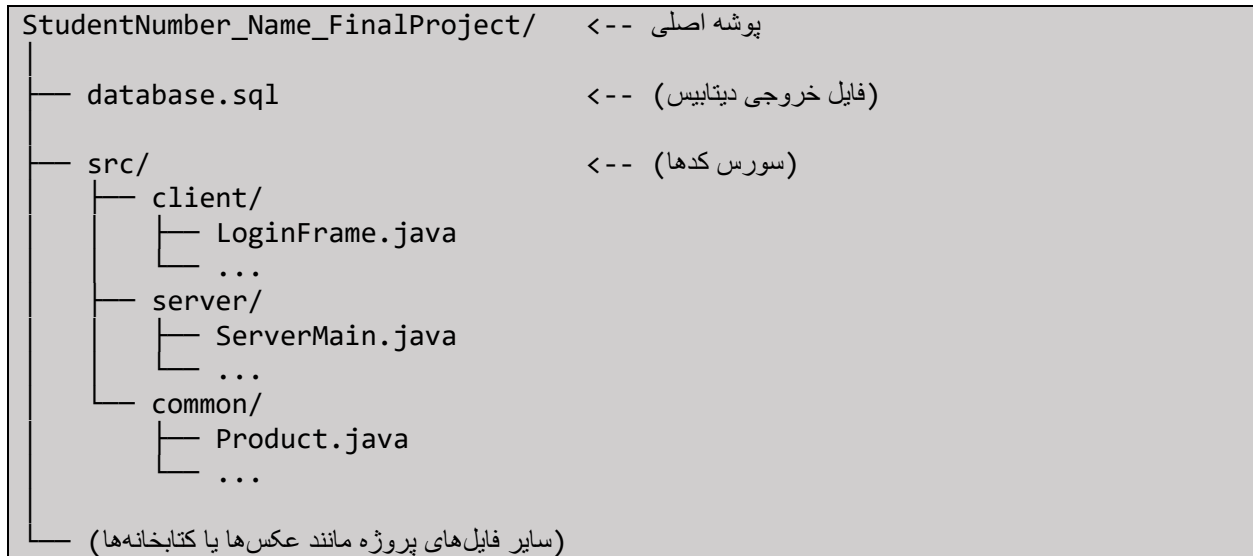 StudentNumber_Name_FinalProject/ <-- پوشه اصلی
│
├── database.sql <-- (فایل خروجی دیتابیس)
│
├── src/ <-- (سورس کدها)
│   ├── client/
│   │   ├── LoginFrame.java
│   │   └── ...
│   ├── server/
│   │   ├── ServerMain.java
│   │   └── ...
│   └── common/
│       ├── Product.java
│       └── ...
│
└── (سایر فایل‌های پروژه مانند عکس‌ها یا کتابخانه‌ها)